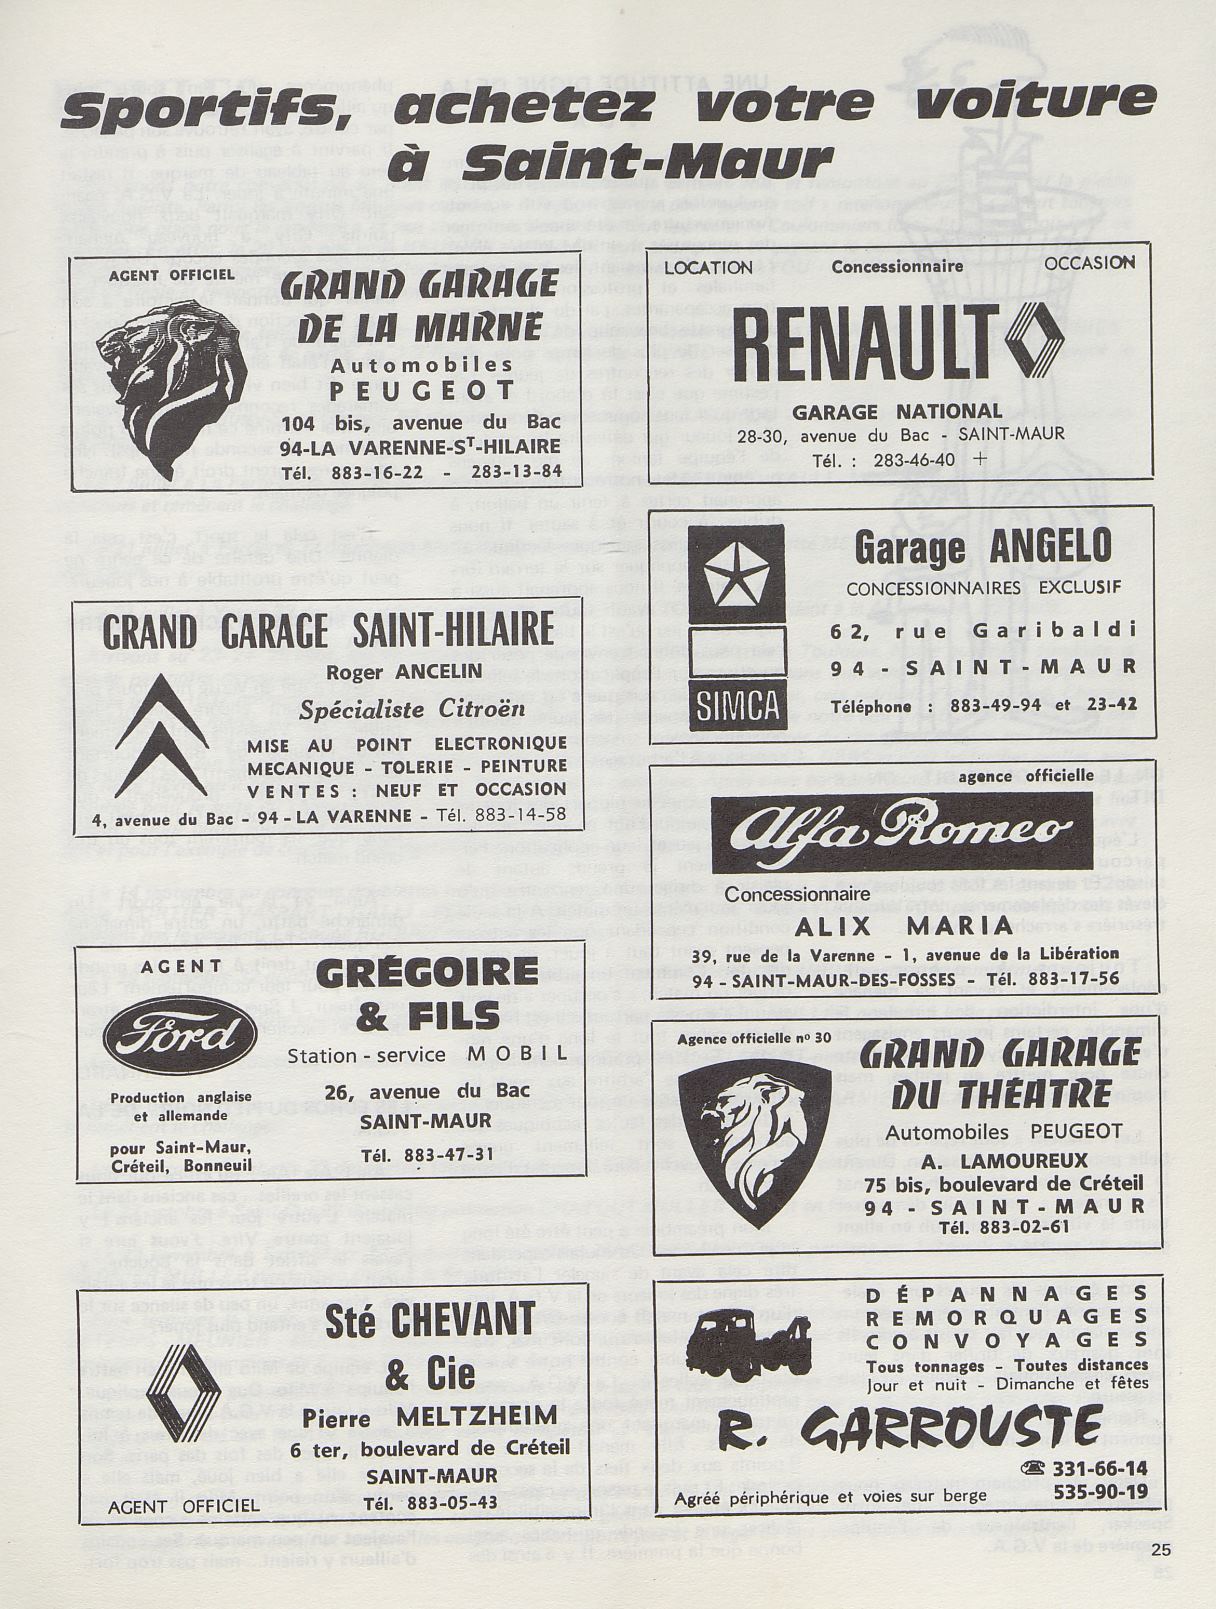 Sportifs, achetez votre voiture
à Saint-Maur
AGENT OFFICIEL
GRAND GARAGE
DE LA MARNE
Automobiles
PEUGEOT
104 bis, avenue du Bac
94-LA VARENNE-ST-HILAIRE
Tél. 883-16-22 - 283-13-84
GRAND GARAGE SAINT-HILAIRE
Roger ANCELIN
Spécialiste Citroën
MISE AU POINT ELECTRONIQUE
MECANIQUE - TOLERIE - PEINTURE
VENTES : NEUF ET OCCASION
4, avenue du Bac - 94 - LA VARENNE - Tél. 883-14-58
AGENT
Ford
Production anglaise
et allemande
pour Saint-Maur,
Créteil, Bonneuil
GRÉGOIRE
& FILS
Station - service MOBIL
26, avenue du Bac
SAINT-MAUR
Tél. 883-47-31
Sté CHEVANT
& Cie
Pierre MELTZHEIM
6 ter, boulevard de Créteil
SAINT-MAUR
AGENT OFFICIEL
Tél. 883-05-43
LOCATION Concessionnaire OCCASION
RENAULT
GARAGE NATIONAL
28-30, avenue du Bac - SAINT-MAUR
Tél. : 283-46-40 +
SIMCA
Garage ANGELO
CONCESSIONNAIRES EXCLUSIF
62, rue Garibaldi
94 - SAINT-MAUR
Téléphone : 883-49-94 et 23-42
agence officielle
Alfa Romeo
Concessionnaire
ALIX MARIA
39, rue de la Varenne - 1, avenue de la Libération
94 - SAINT-MAUR-DES-FOSSES - Tél. 883-17-56
Agence officielle no 30
GRAND GARAGE
DU THÉATRE
Automobiles PEUGEOT
A. LAMOUREUX
75 bis, boulevard de Créteil
94 - SAINT-MAUR
Tél. 883-02-61
DÉPANNAGES
REMORQUAGES
CONVOYAGES
Tous tonnages - Toutes distances
Jour et nuit - Dimanche et fêtes
R. GARROUSTE
☎ 331-66-14
535-90-19
Agréé périphérique et voies sur berge
25